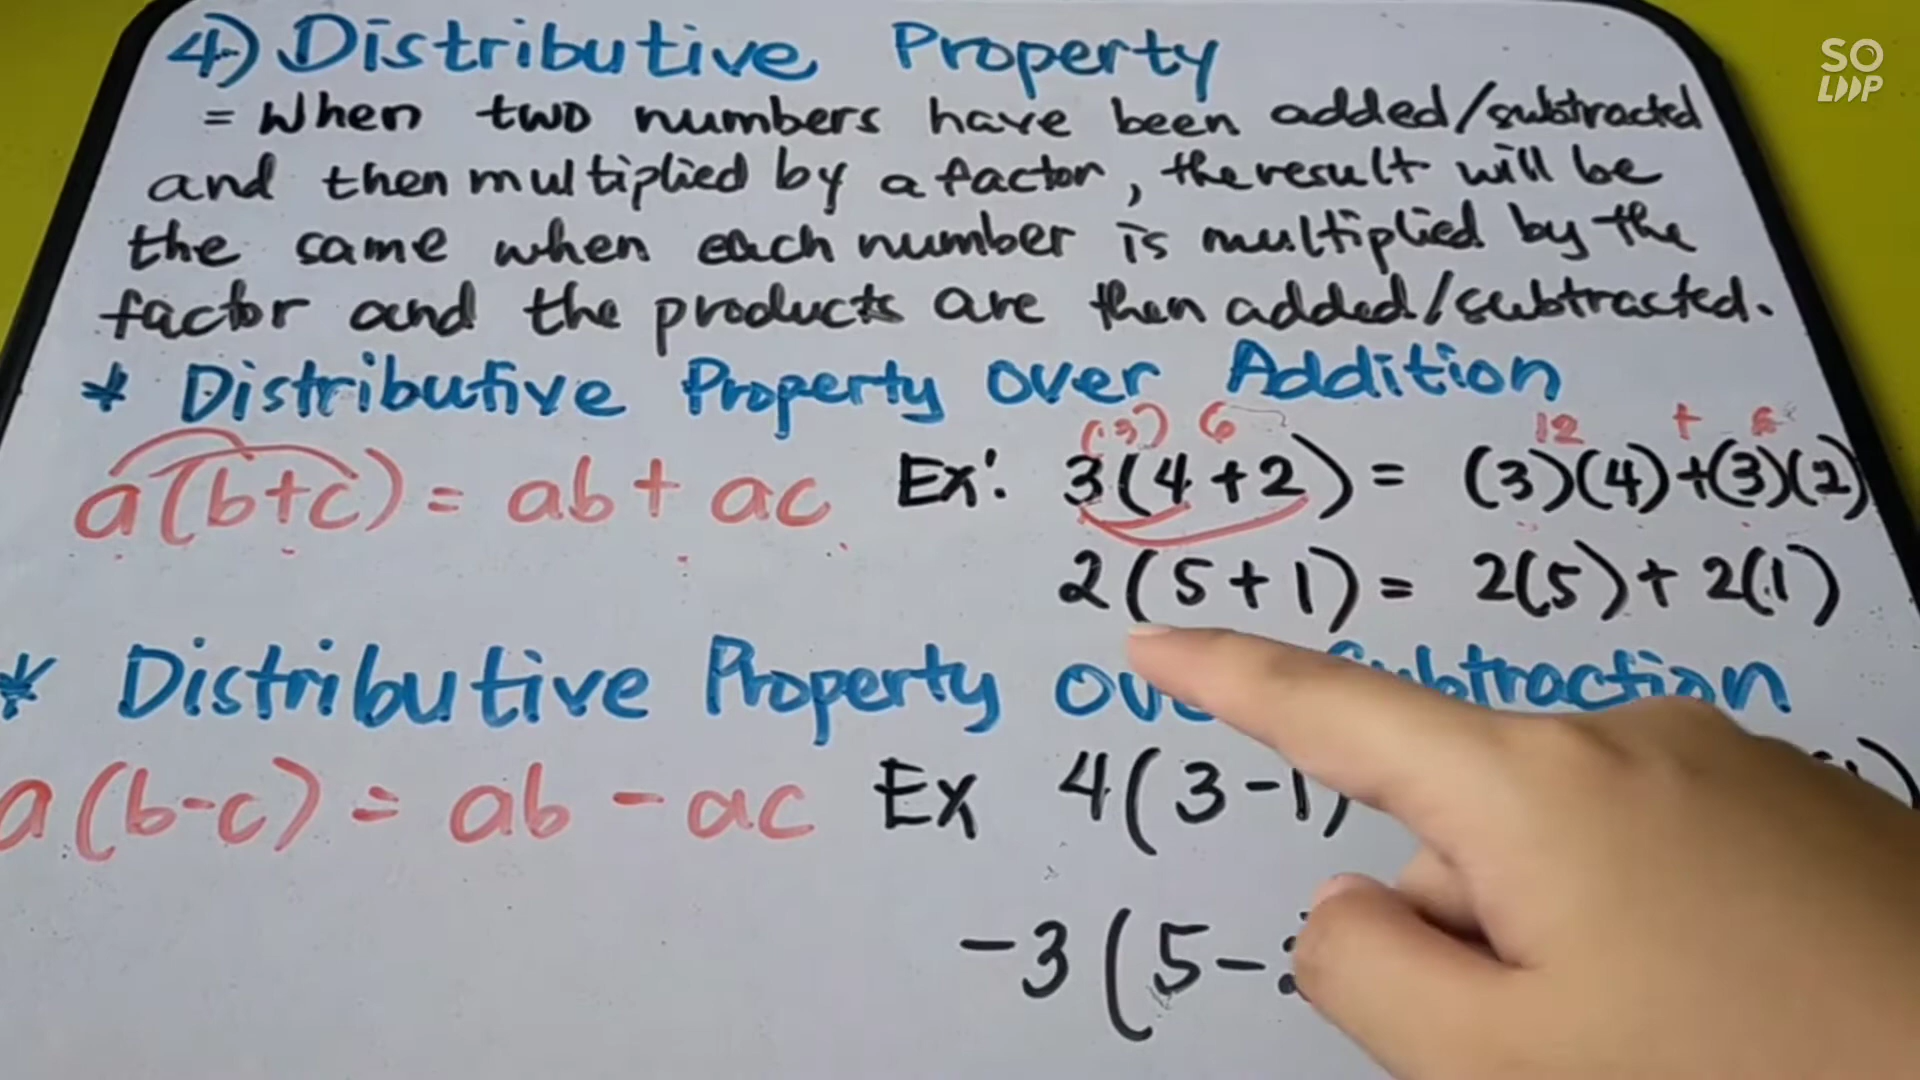 SO
LOOP
4) Distributive Property
= When two numbers have been added/subtracted
and then multiplied by a factor, the result will be
the same when each number is multiplied by the
factor and the products are then added/subtracted.
* Distributive Property over Addition
(3) 6 12 + 6
a(b+c) = ab + ac Ex: 3(4+2) = (3)(4)+(3)(2)
2(5+1) = 2(5)+2(1)
* Distributive Property
a(b-c) = ab - ac Ex 4(3-1)
-3(5-